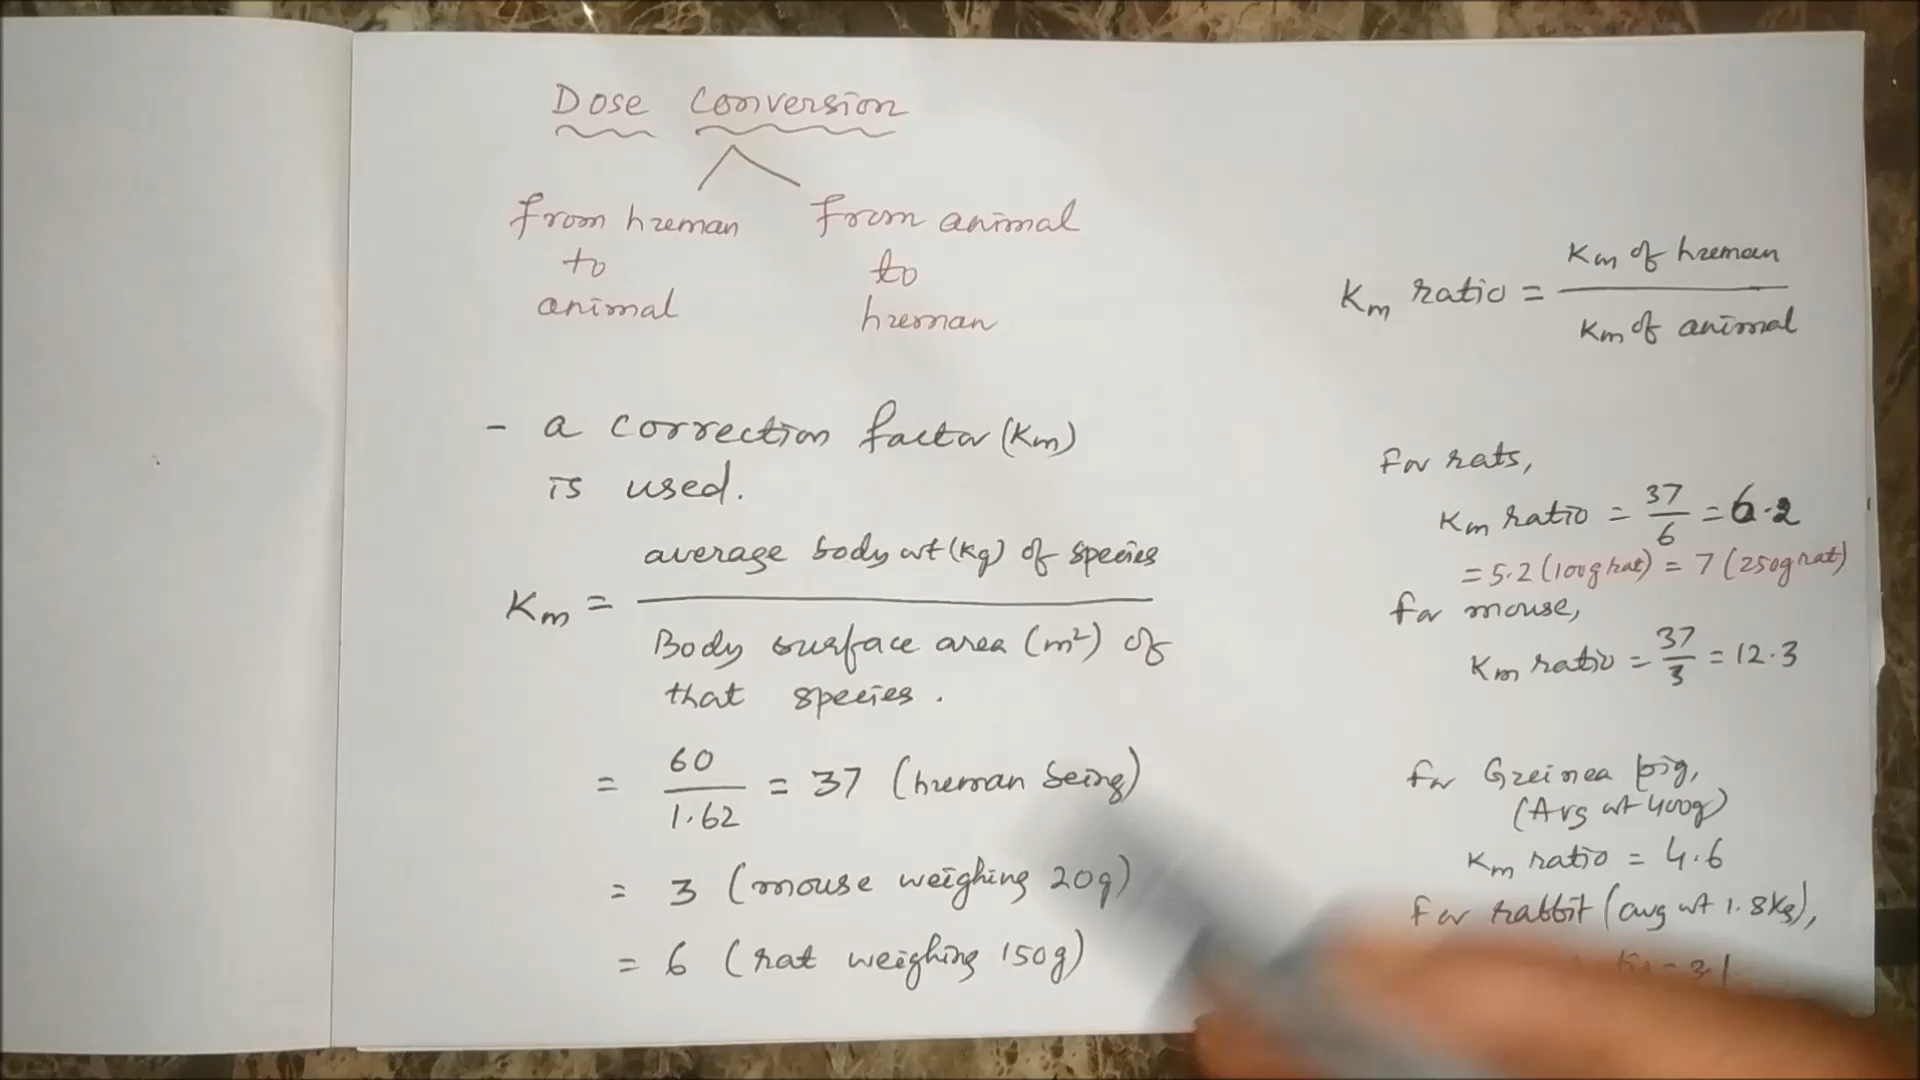 Dose Conversion
From human to animal
From animal to human
- a correction factor (Km)
is used.
Km = average body wt (kg) of species / Body surface area (m²) of that species.
= 60 / 1.62 = 37 (human being)
= 3 (mouse weighing 20g)
= 6 (rat weighing 150g)
Km ratio = Km of human / Km of animal
For rats,
Km ratio = 37 / 6 = 6.2
= 5.2 (100g rat) = 7 (250g rat)
For mouse,
Km ratio = 37 / 3 = 12.3
For Guinea pig,
(Avg wt 400g)
Km ratio = 4.6
For rabbit (avg wt 1.8kg),